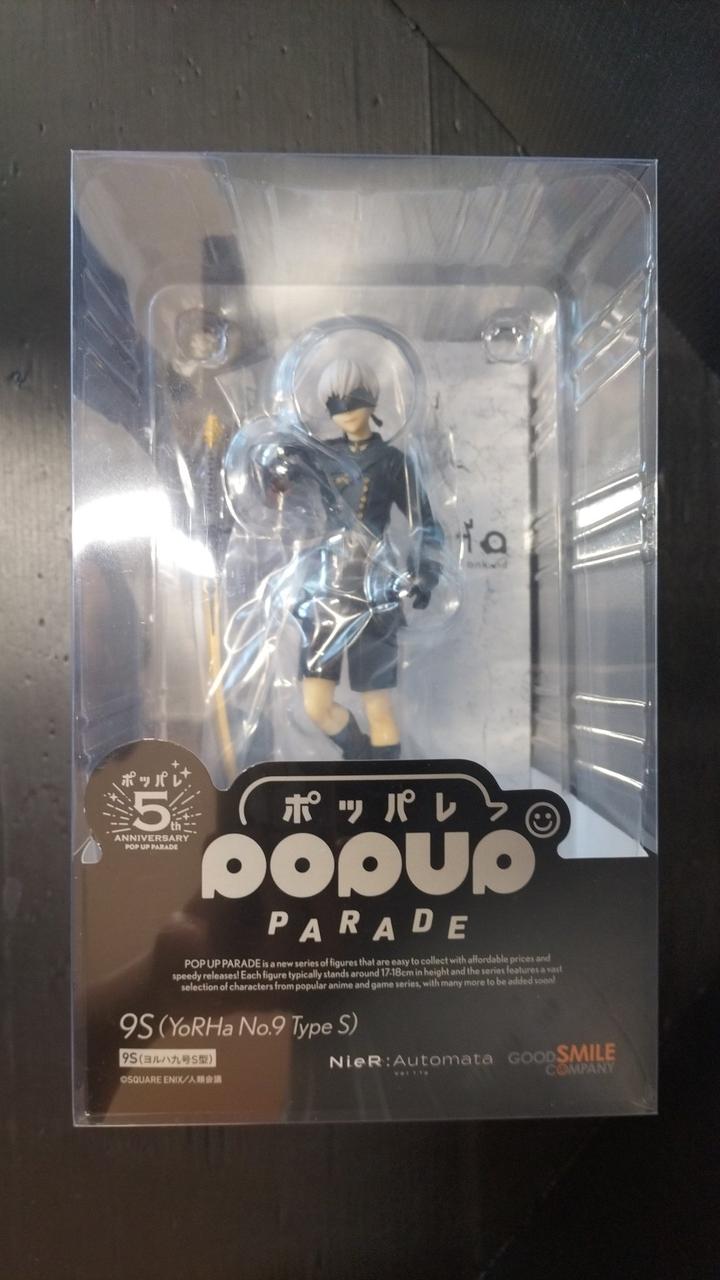 ポッパレ
5th
ANNIVERSARY
POP UP PARADE
ポッパレ
POPUP
PARADE
POP UP PARADE is a new series of figures that are easy to collect with affordable prices and
speedy releases! Each figure typically stands around 17-18cm in height and the series features a vast
selection of characters from popular anime and game series, with many more to be added soon!
9S (YoRHa No.9 Type S)
9S(ヨルハ九号S型)
©SQUARE ENIX/人類会議
NieR:Automata
Ver1.1a
GOOD SMILE
COMPANY